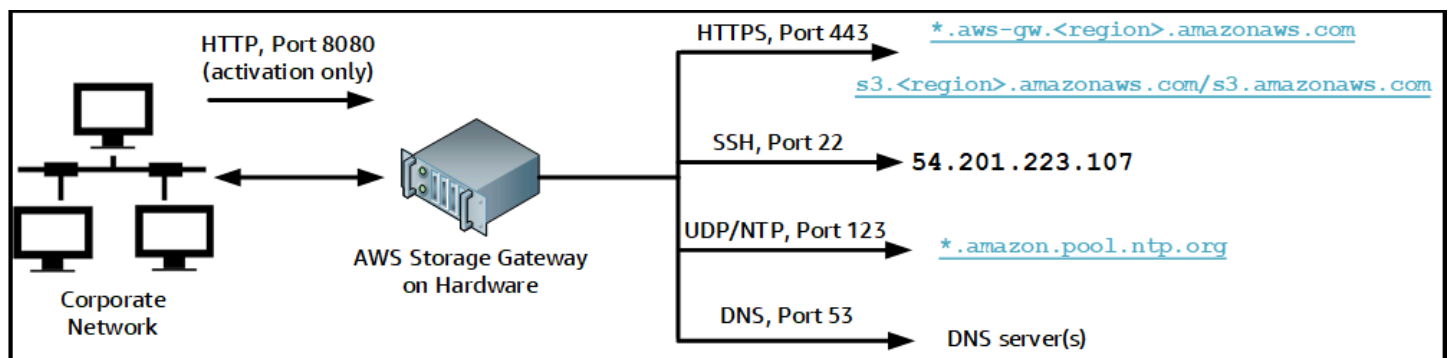 HTTP, Port 8080
(activation only)
Corporate
Network
AWS Storage Gateway
on Hardware
HTTPS, Port 443
*.aws-gw.<region>.amazonaws.com
s3.<region>.amazonaws.com/s3.amazonaws.com
SSH, Port 22
54.201.223.107
UDP/NTP, Port 123
*.amazon.pool.ntp.org
DNS, Port 53
DNS server(s)